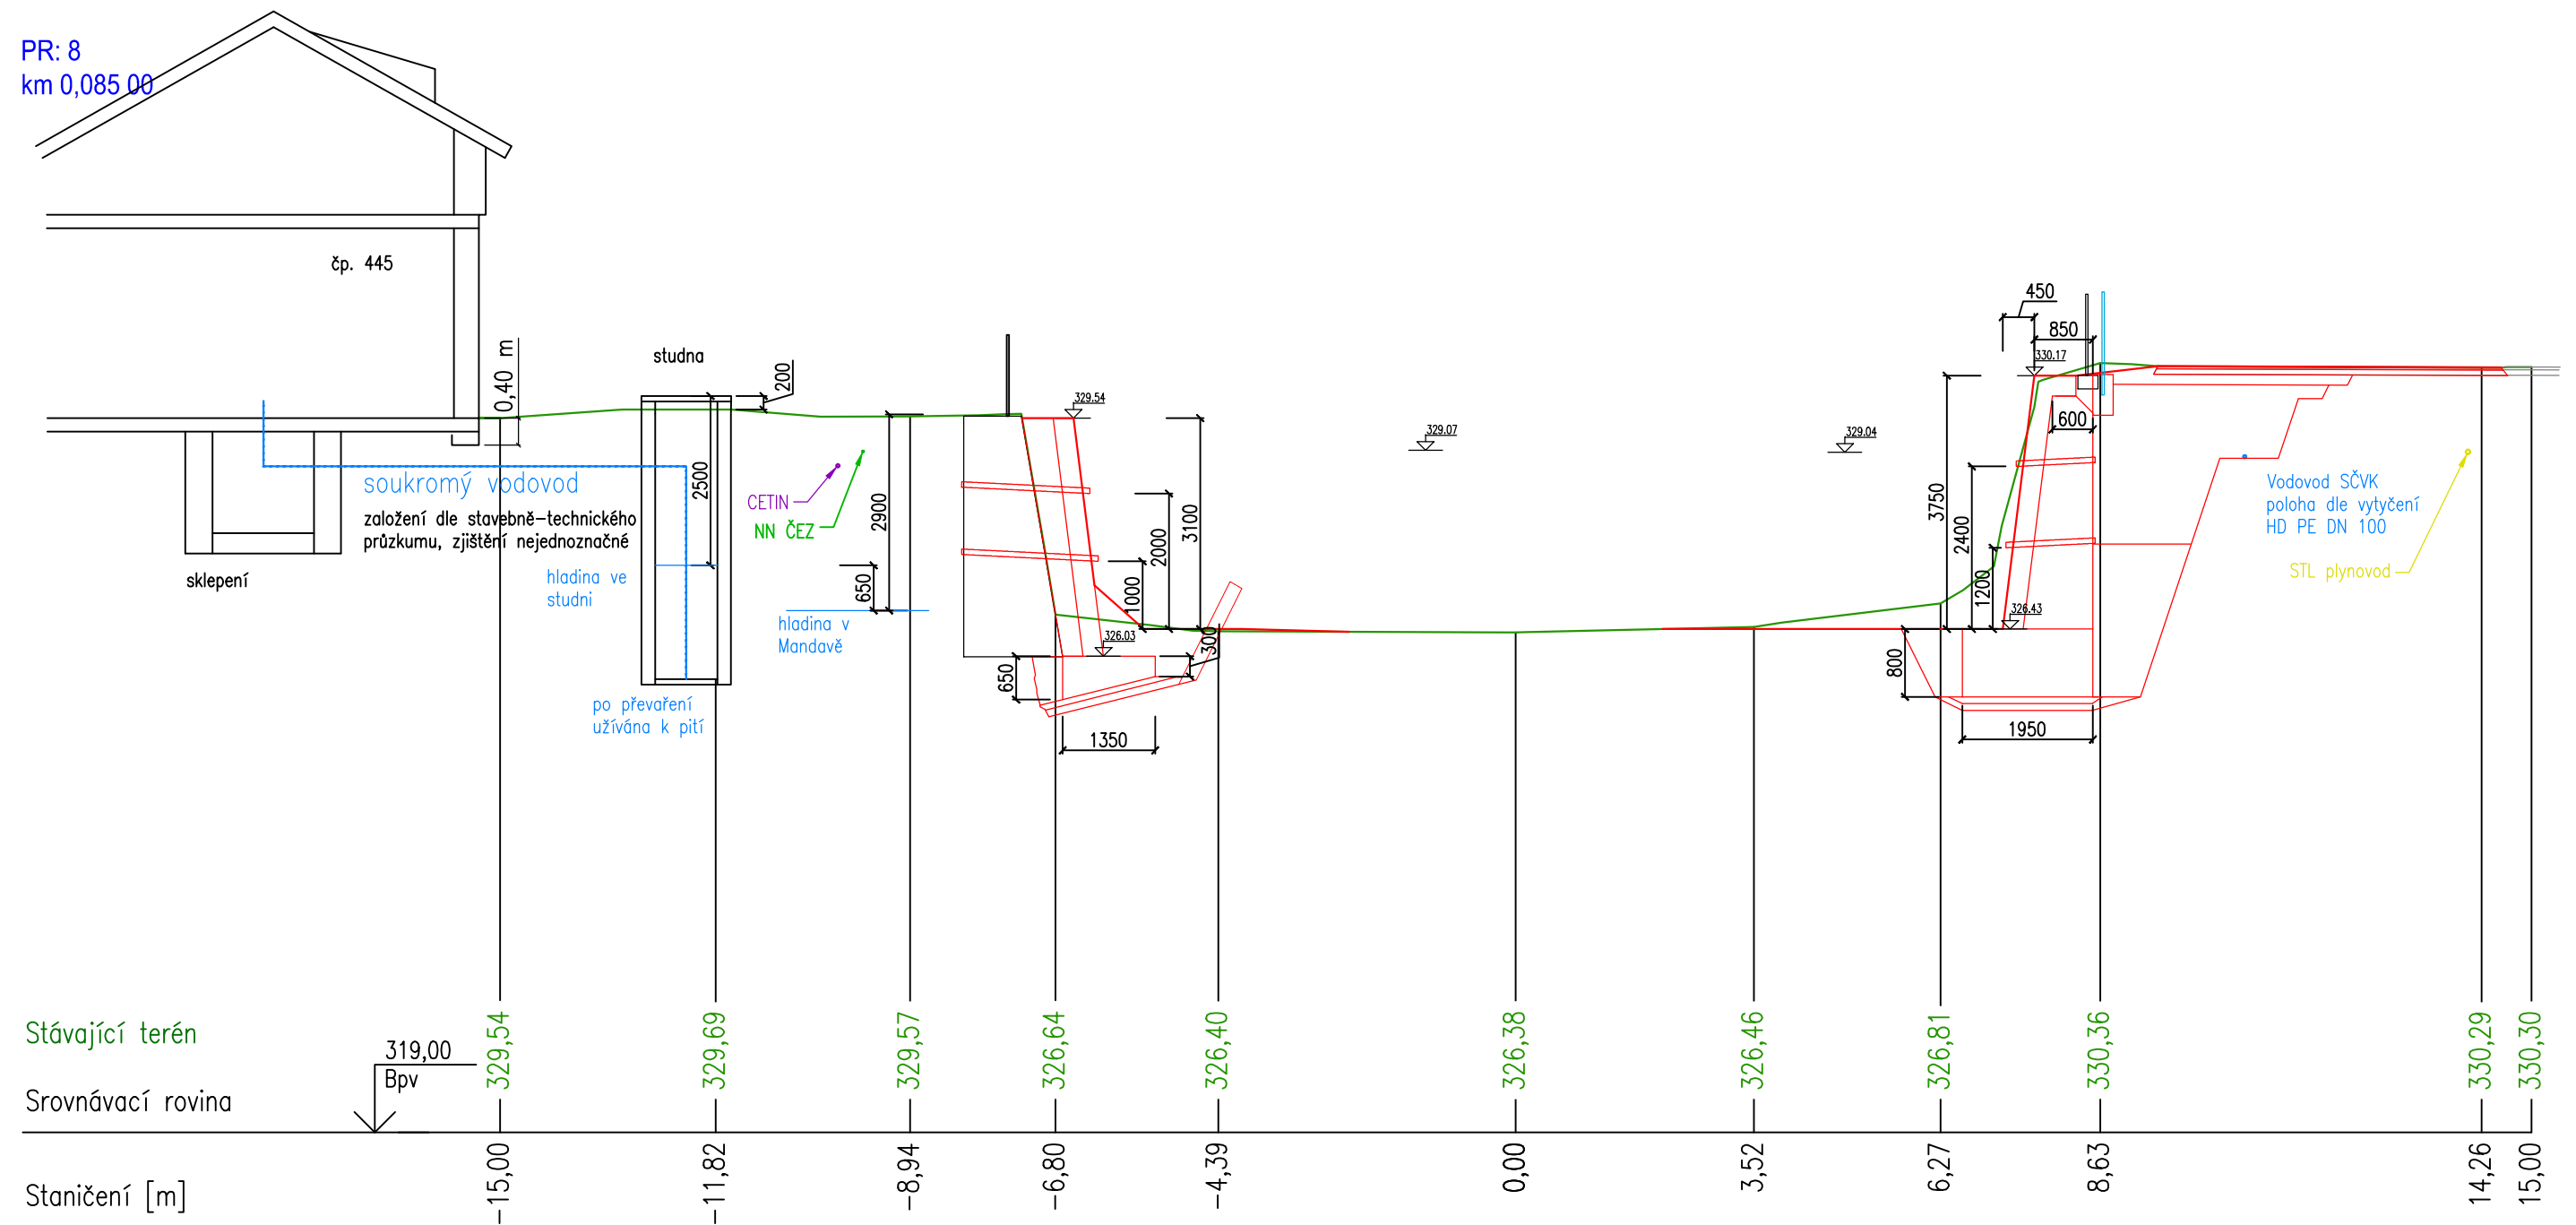 PR: 8
km 0,085 00
čp. 445
0,40 m
studna
200
2500
soukromý vodovod
založení dle stavebně-technického
průzkumu, zjištění nejednoznačné
sklepení
hladina ve
studni
po převaření
užívána k pití
CETIN
NN ČEZ
2900
650
hladina v
Mandavě
329.54
3100
2000
1000
300
326.03
650
1350
329.07
329.04
450
850
330.17
600
3750
2400
1200
326.43
800
1950
Vodovod SČVK
poloha dle vytyčení
HD PE DN 100
STL plynovod
Stávající terén
319,00
Bpv
Srovnávací rovina
329,54
329,69
329,57
326,64
326,40
326,38
326,46
326,81
330,36
330,29
330,30
Staničení [m]
-15,00
-11,82
-8,94
-6,80
-4,39
0,00
3,52
6,27
8,63
14,26
15,00